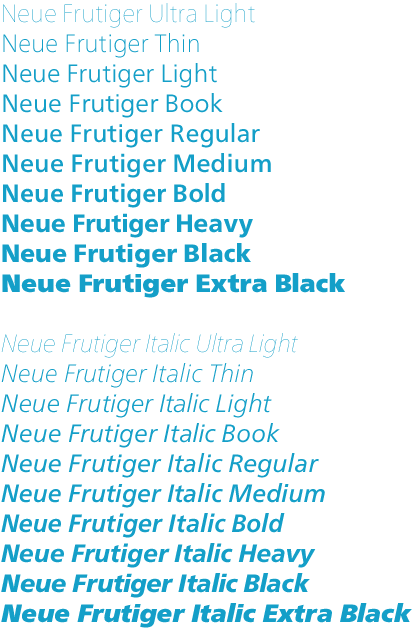 Neue Frutiger Ultra Light
Neue Frutiger Thin
Neue Frutiger Light
Neue Frutiger Book
Neue Frutiger Regular
Neue Frutiger Medium
Neue Frutiger Bold
Neue Frutiger Heavy
Neue Frutiger Black
Neue Frutiger Extra Black
Neue Frutiger Italic Ultra Light
Neue Frutiger Italic Thin
Neue Frutiger Italic Light
Neue Frutiger Italic Book
Neue Frutiger Italic Regular
Neue Frutiger Italic Medium
Neue Frutiger Italic Bold
Neue Frutiger Italic Heavy
Neue Frutiger Italic Black
Neue Frutiger Italic Extra Black